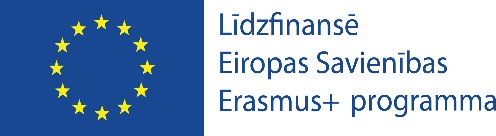 Līdzfinansē
Eiropas Savienības
Erasmus+ programma